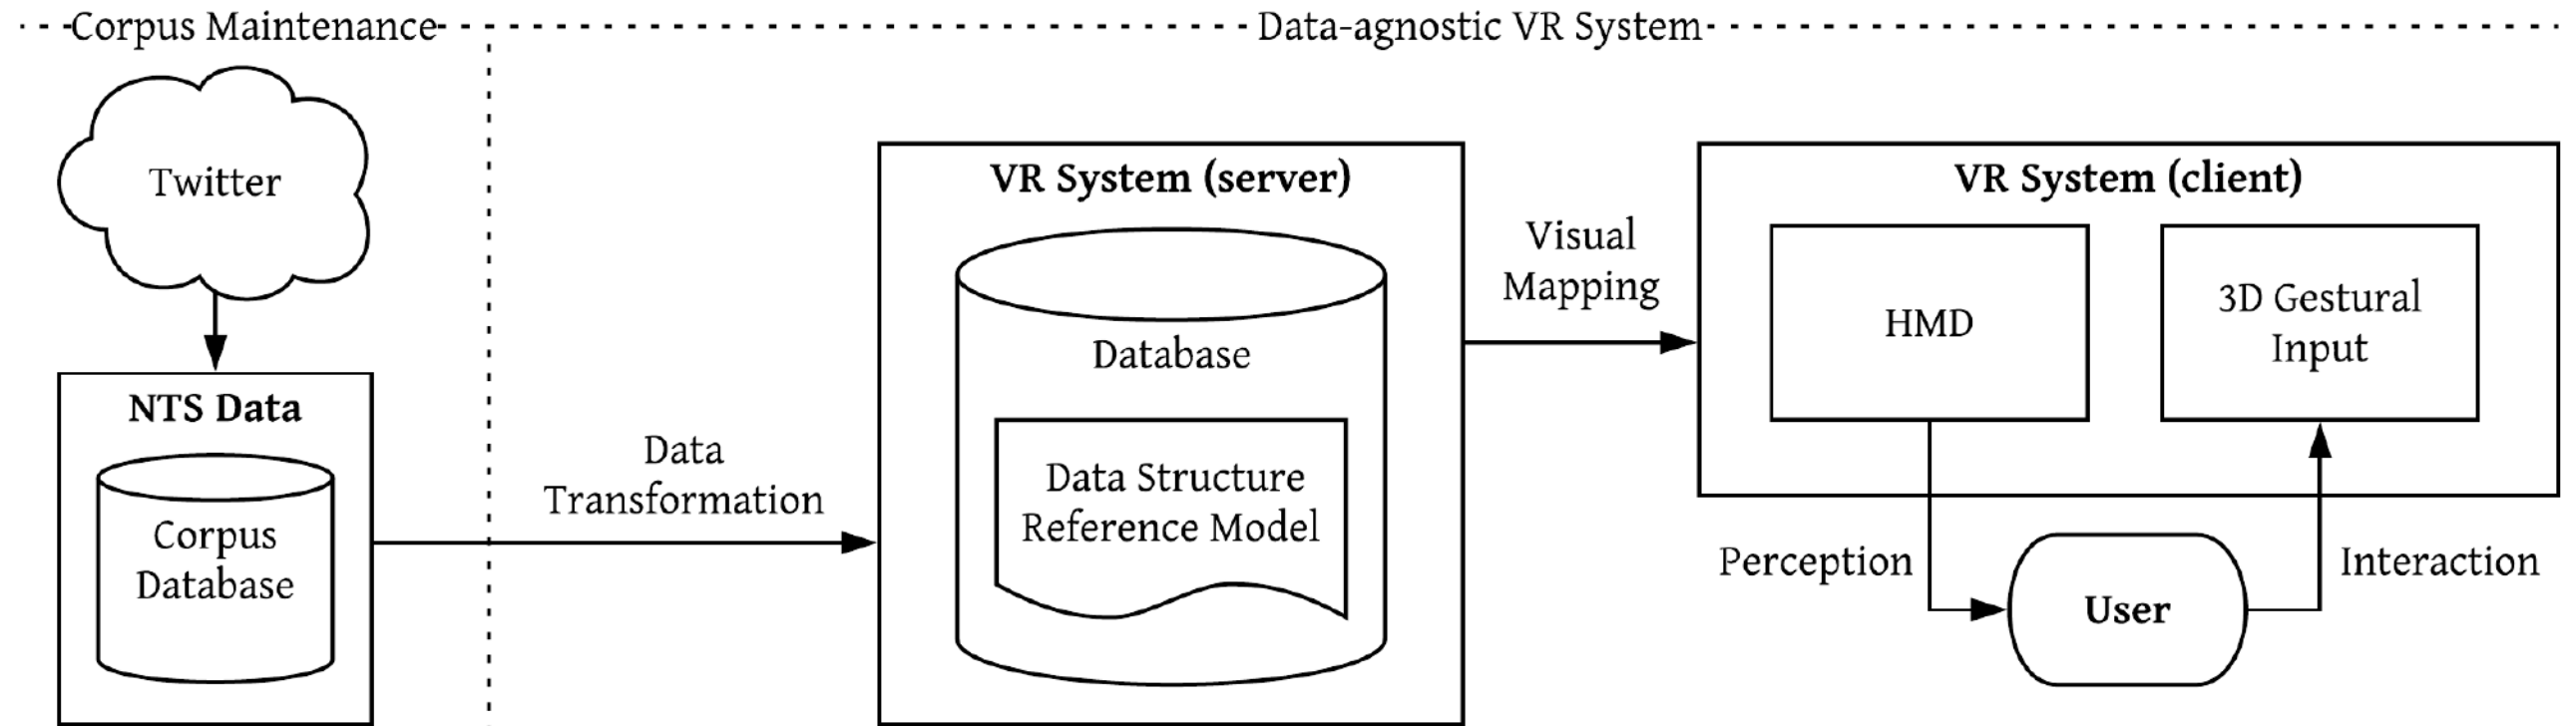 Corpus Maintenance
Data-agnostic VR System
Twitter
NTS Data
Corpus
Database
Data
Transformation
VR System (server)
Database
Data Structure
Reference Model
Visual
Mapping
VR System (client)
HMD
3D Gestural
Input
Perception
User
Interaction